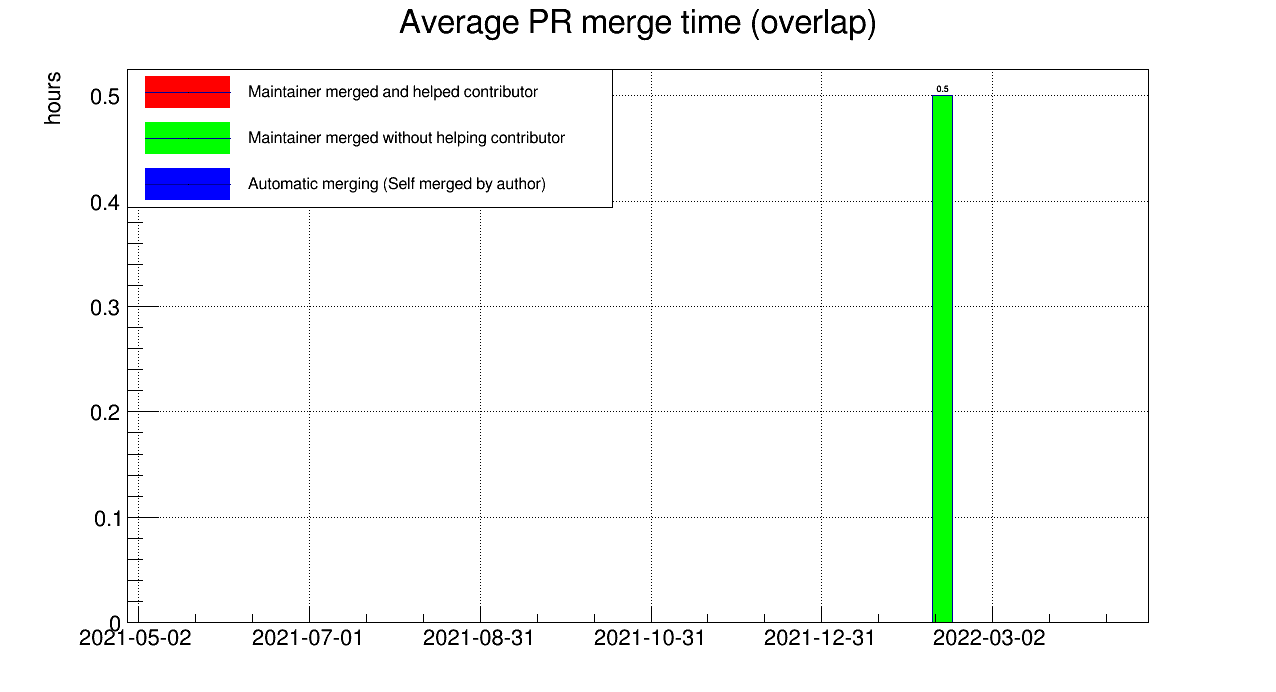 Average PR merge time (overlap)
hours
Maintainer merged and helped contributor
Maintainer merged without helping contributor
Automatic merging (Self merged by author)
0.5
0.5
0.4
0.3
0.2
0.1
0
2021-05-02 2021-07-01 2021-08-31 2021-10-31 2021-12-31 2022-03-02